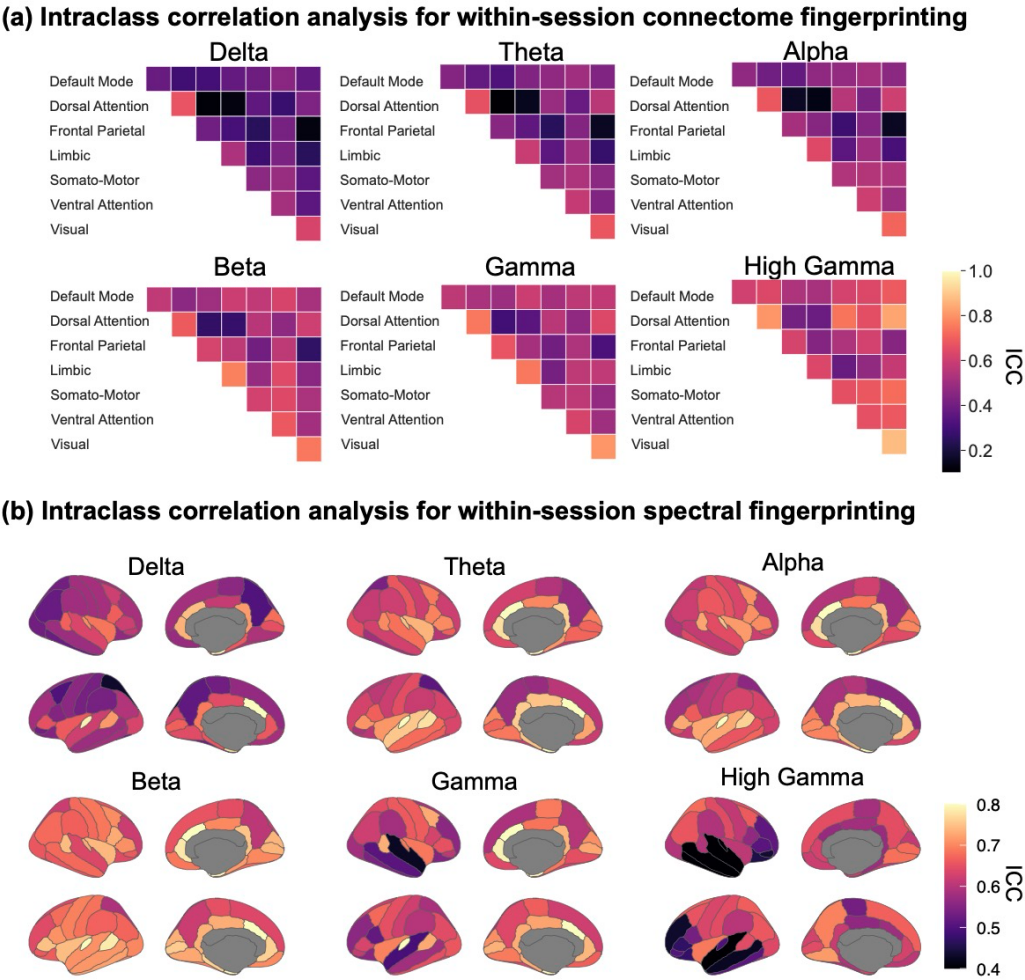 (a) Intraclass correlation analysis for within-session connectome fingerprinting
Delta
Theta
Alpha
Default Mode
Dorsal Attention
Frontal Parietal
Limbic
Somato-Motor
Ventral Attention
Visual
Default Mode
Dorsal Attention
Frontal Parietal
Limbic
Somato-Motor
Ventral Attention
Visual
Default Mode
Dorsal Attention
Frontal Parietal
Limbic
Somato-Motor
Ventral Attention
Visual
Beta
Gamma
High Gamma
Default Mode
Dorsal Attention
Frontal Parietal
Limbic
Somato-Motor
Ventral Attention
Visual
Default Mode
Dorsal Attention
Frontal Parietal
Limbic
Somato-Motor
Ventral Attention
Visual
Default Mode
Dorsal Attention
Frontal Parietal
Limbic
Somato-Motor
Ventral Attention
Visual
1.0
0.8
0.6
0.4
0.2
ICC
(b) Intraclass correlation analysis for within-session spectral fingerprinting
Delta
Theta
Alpha
Beta
Gamma
High Gamma
0.8
0.7
0.6
0.5
0.4
ICC